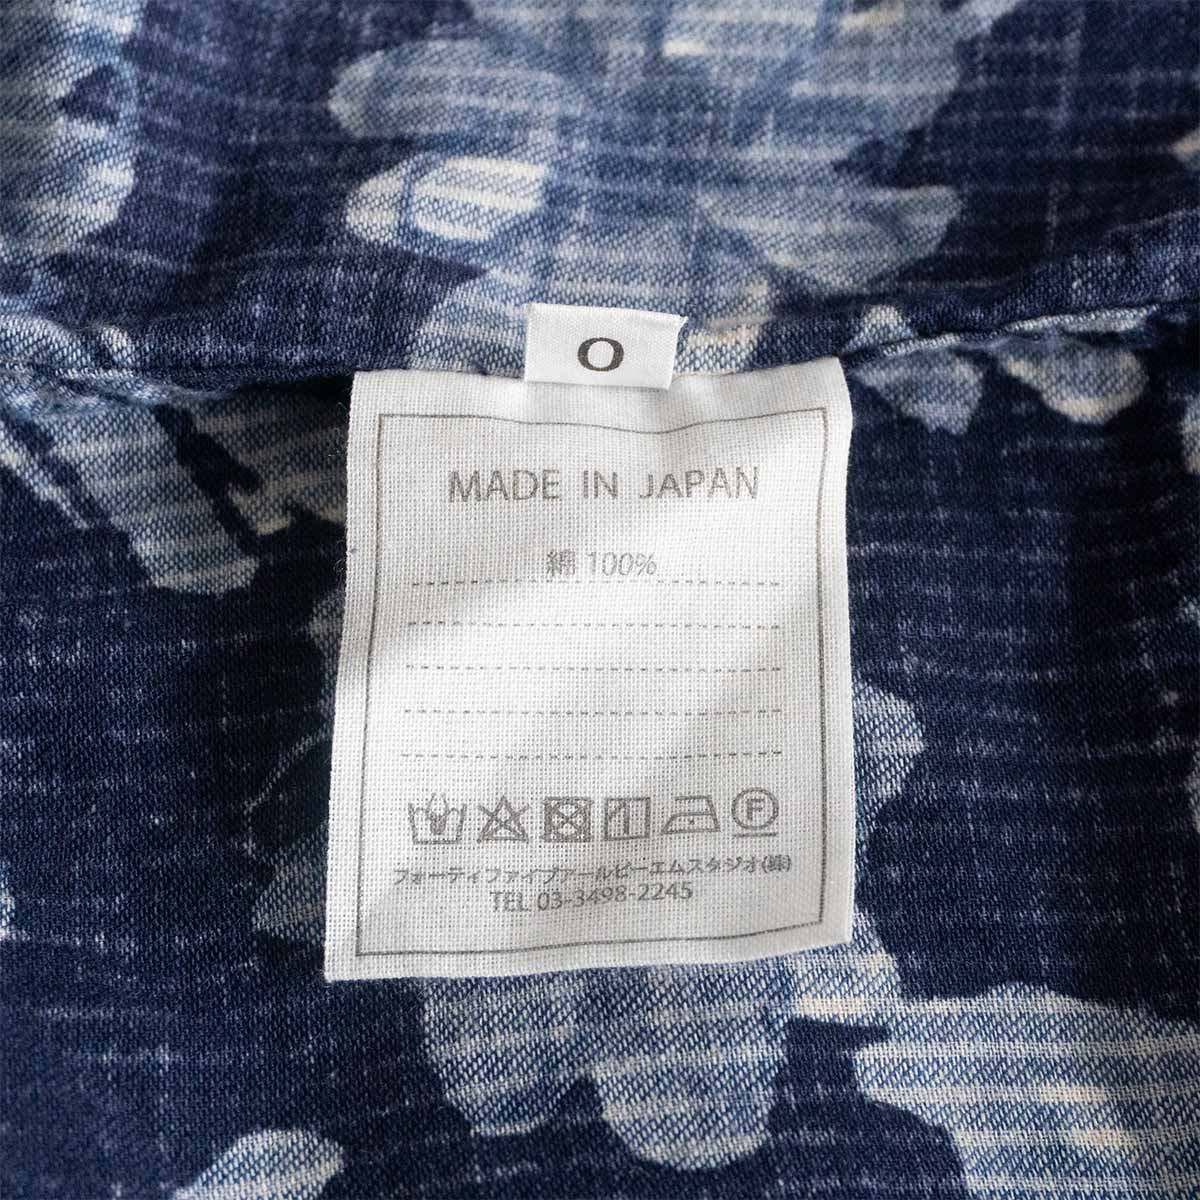 O
MADE IN JAPAN
綿 100%
フォーティファイブアールピーエムスタジオ(株)
TEL 03-3498-2245